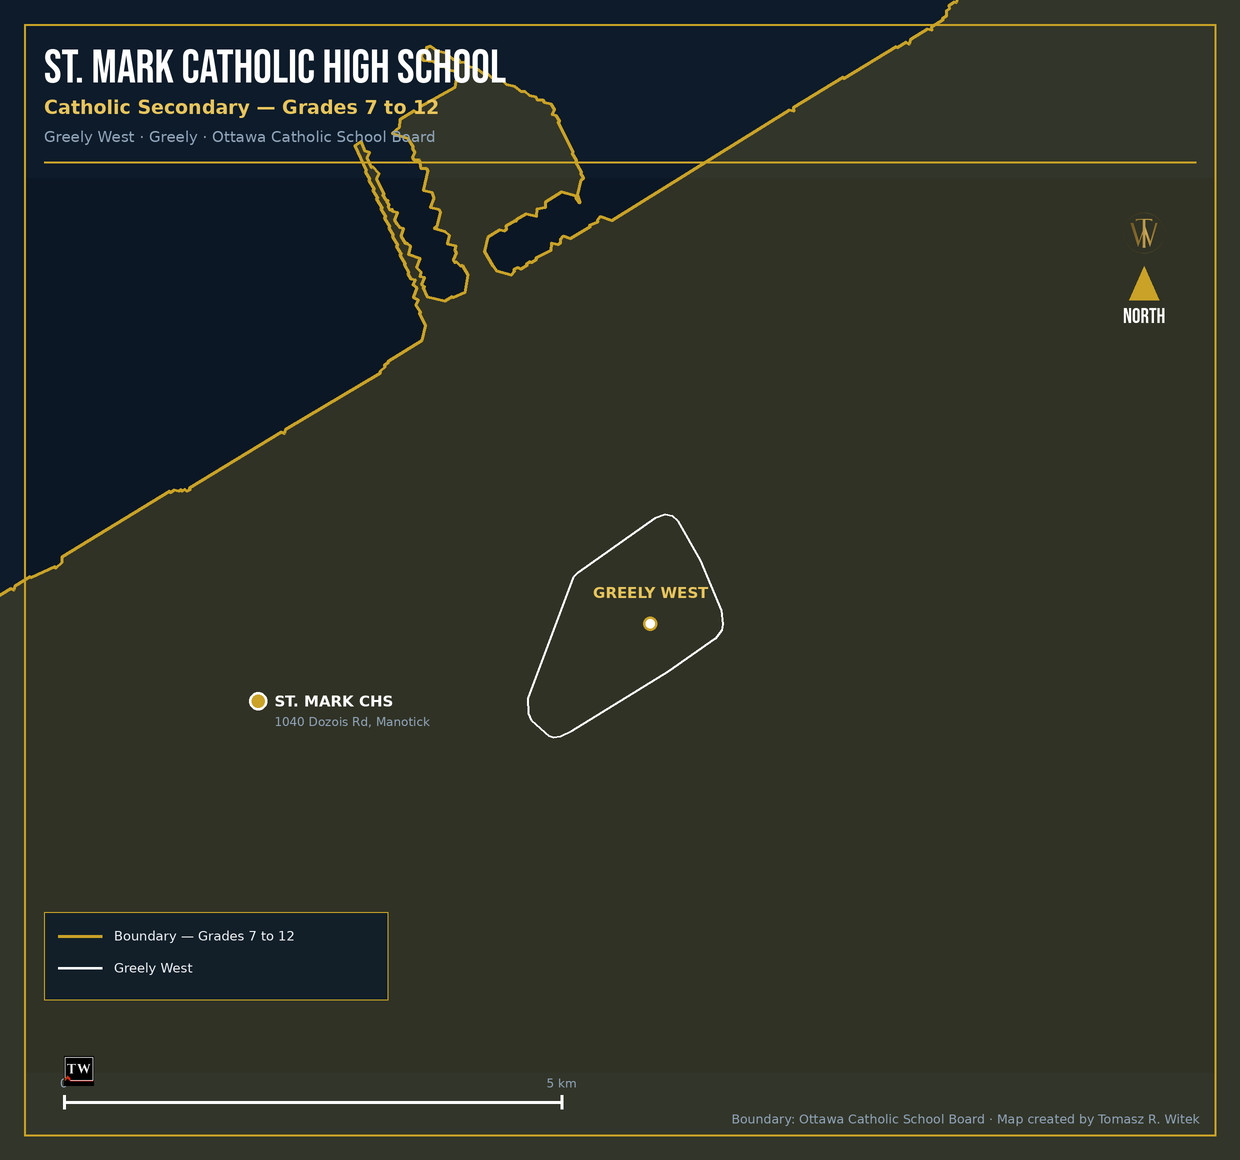 ST. MARK CATHOLIC HIGH SCHOOL
Catholic Secondary — Grades 7 to 12
Greely West · Greely · Ottawa Catholic School Board
TW
NORTH
GREELY WEST
ST. MARK CHS
1040 Dozois Rd, Manotick
Boundary — Grades 7 to 12
Greely West
TW
0 5 km
Boundary: Ottawa Catholic School Board · Map created by Tomasz R. Witek